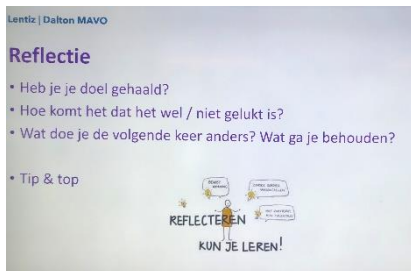 Lentiz | Dalton MAVO
Reflectie
• Heb je je doel gehaald?
• Hoe komt het dat het wel / niet gelukt is?
• Wat doe je de volgende keer anders? Wat ga je behouden?
• Tip & top
REFLECTEREN
KUN JE LEREN!